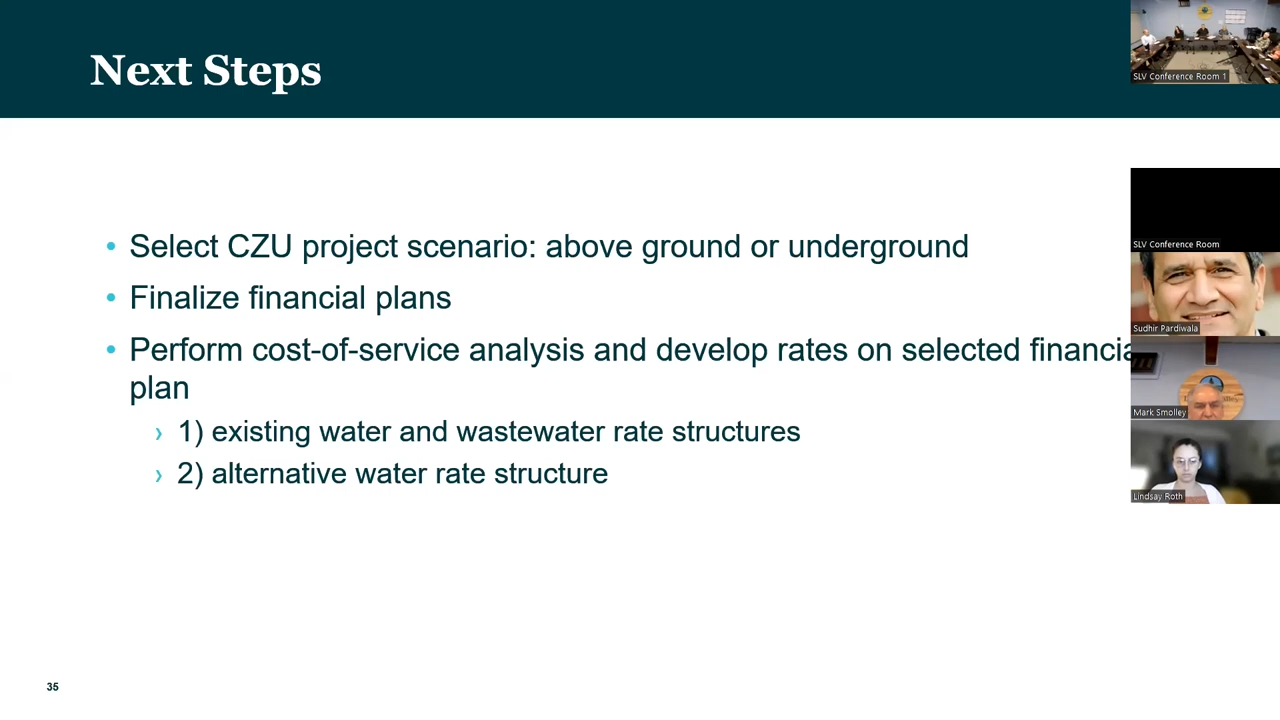 Next Steps
SLV Conference Room 1
• Select CZU project scenario: above ground or underground
SLV Conference Room
• Finalize financial plans
Sudhir Pardiwala
• Perform cost-of-service analysis and develop rates on selected
plan
Mark Smolley
› 1) existing water and wastewater rate structures
› 2) alternative water rate structure
Lindsay Roth
35